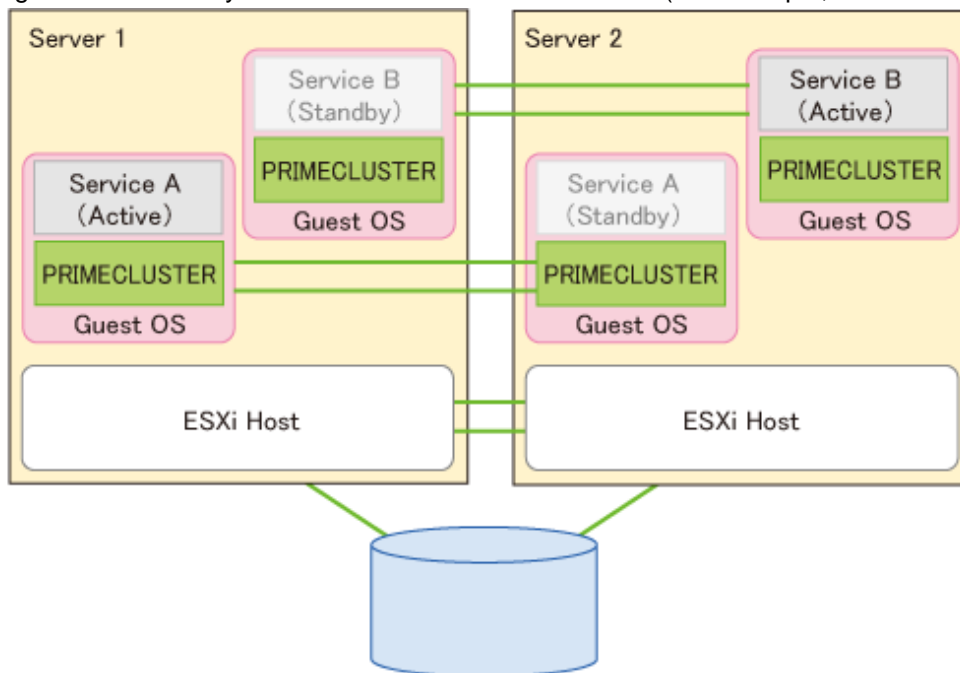 Server 1
Service B
(Standby)
PRIMECLUSTER
Guest OS
Service A
(Active)
PRIMECLUSTER
Guest OS
ESXi Host
Server 2
Service B
(Active)
PRIMECLUSTER
Guest OS
Service A
(Standby)
PRIMECLUSTER
Guest OS
ESXi Host